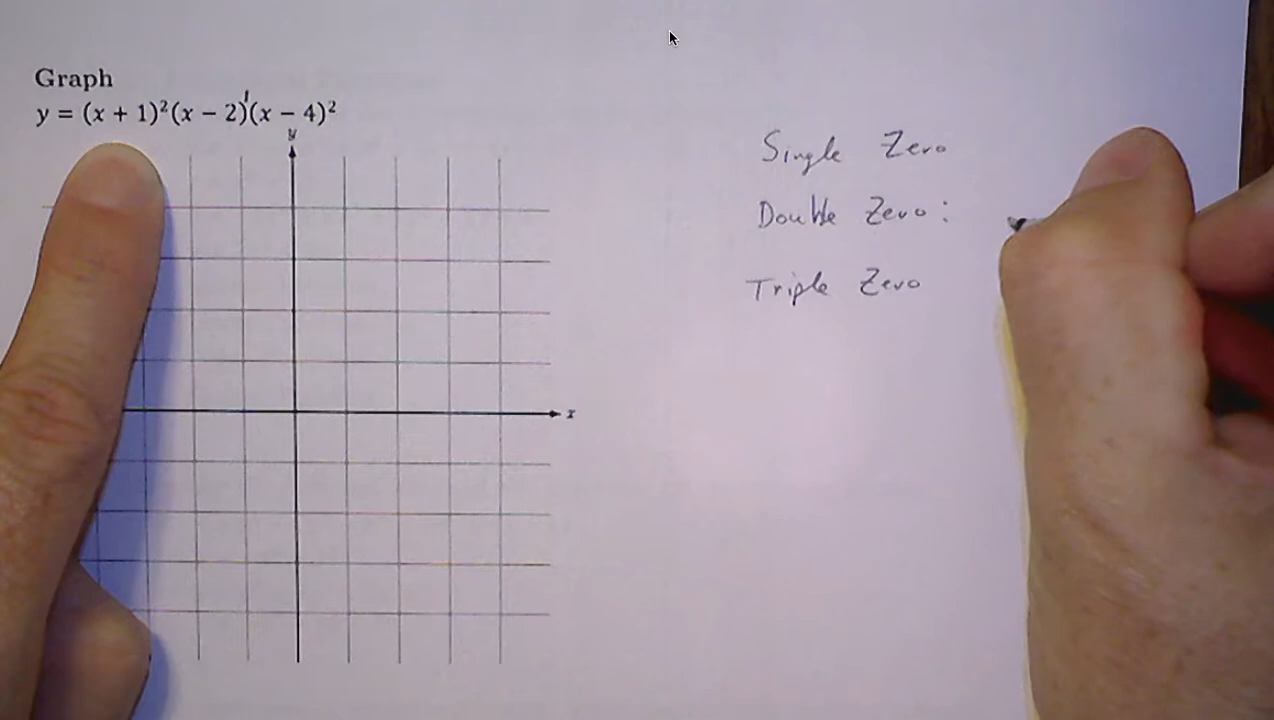 Graph
y = (x + 1)²(x − 2)¹(x − 4)²
y
x
Single Zero
Double Zero:
Triple Zero